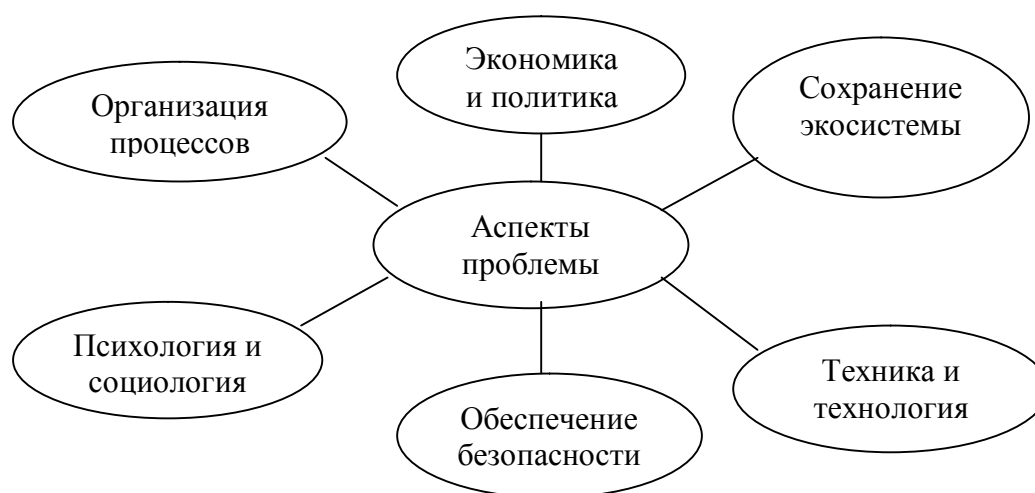 Экономика
и политика
Сохранение
экосистемы
Организация
процессов
Аспекты
проблемы
Психология и
социология
Техника и
технология
Обеспечение
безопасности